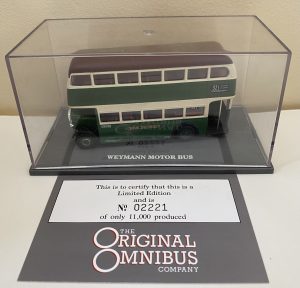 WEYMANN MOTOR BUS
This is to certify that this is a
Limited Edition
and is
№ 02221
of only 11,000 produced
THE
ORIGINAL
OMNIBUS
COMPANY